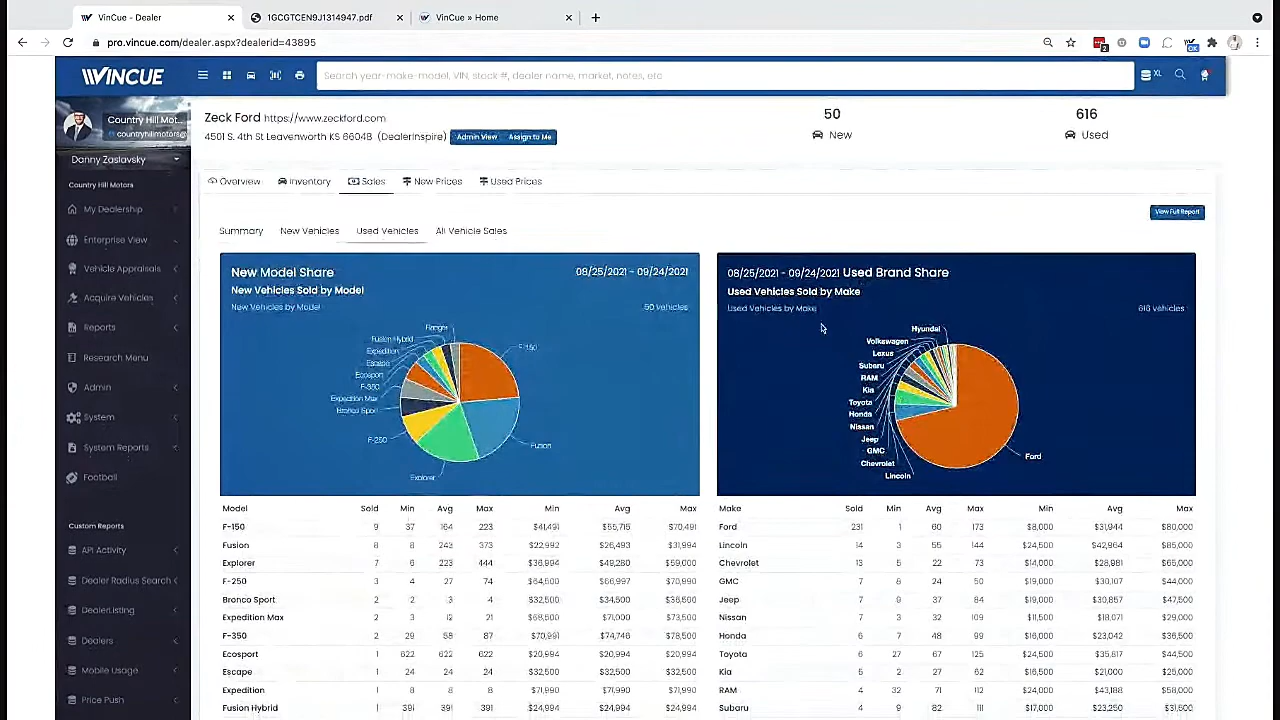 VinCue - Dealer
1GCGTCEN9J1314947.pdf
VinCue » Home
pro.vincue.com/dealer.aspx?dealerid=43895
VINCUE
Search year-make-model, VIN, stock #, dealer name, market, notes, etc
XL
Country Hill Mot...
countryhillmotors@
Danny Zaslavsky
Zeck Ford https://www.zeckford.com
4501 S. 4th St Leavenworth KS 66048 (DealerInspire) Admin View Assign to Me
50
New
616
Used
Overview Inventory Sales New Prices Used Prices
View Full Report
Summary New Vehicles Used Vehicles All Vehicle Sales
Country Hill Motors
My Dealership
Enterprise View
Vehicle Appraisals
Acquire Vehicles
Reports
Research Menu
Admin
System
System Reports
Football
Custom Reports
API Activity
Dealer Radius Search
DealerListing
Dealers
Mobile Usage
Price Push
New Model Share 08/25/2021 - 09/24/2021
New Vehicles Sold by Model
New Vehicles by Model 50 Vehicles
Ranger
Fusion Hybrid
Expedition
Escape
Ecosport
F-350
Expedition Max
Bronco Sport
F-250
Explorer
Fusion
F-150
08/25/2021 - 09/24/2021 Used Brand Share
Used Vehicles Sold by Make
Used Vehicles by Make 616 Vehicles
Hyundai
Volkswagen
Lexus
Subaru
RAM
Kia
Toyota
Honda
Nissan
Jeep
GMC
Chevrolet
Lincoln
Ford
Model Sold Min Avg Max Min Avg Max
F-150 9 37 164 223 $41,491 $55,715 $70,491
Fusion 8 8 243 373 $22,992 $26,493 $31,994
Explorer 7 6 223 444 $36,994 $49,280 $59,000
F-250 3 4 27 74 $64,500 $66,997 $70,990
Bronco Sport 2 2 3 4 $32,500 $34,500 $36,500
Expedition Max 2 3 12 21 $68,500 $71,000 $73,500
F-350 2 29 58 87 $70,991 $74,746 $78,500
Ecosport 1 622 622 622 $20,994 $20,994 $20,994
Escape 1 24 24 24 $32,500 $32,500 $32,500
Expedition 1 8 8 8 $71,990 $71,990 $71,990
Fusion Hybrid 1 391 391 391 $24,994 $24,994 $24,994
Make Sold Min Avg Max Min Avg Max
Ford 231 1 60 173 $8,000 $31,944 $80,000
Lincoln 14 3 55 144 $24,500 $42,964 $85,000
Chevrolet 13 5 22 73 $14,000 $28,981 $65,000
GMC 7 8 24 50 $19,000 $30,107 $44,000
Jeep 7 9 37 84 $19,000 $30,857 $47,500
Nissan 7 3 32 109 $11,500 $18,071 $29,000
Honda 6 7 48 99 $16,000 $23,042 $36,500
Toyota 6 27 67 125 $24,500 $35,817 $44,500
Kia 5 2 27 62 $16,500 $21,000 $25,000
RAM 4 32 71 112 $24,000 $43,188 $58,000
Subaru 4 9 82 111 $17,000 $23,250 $31,500